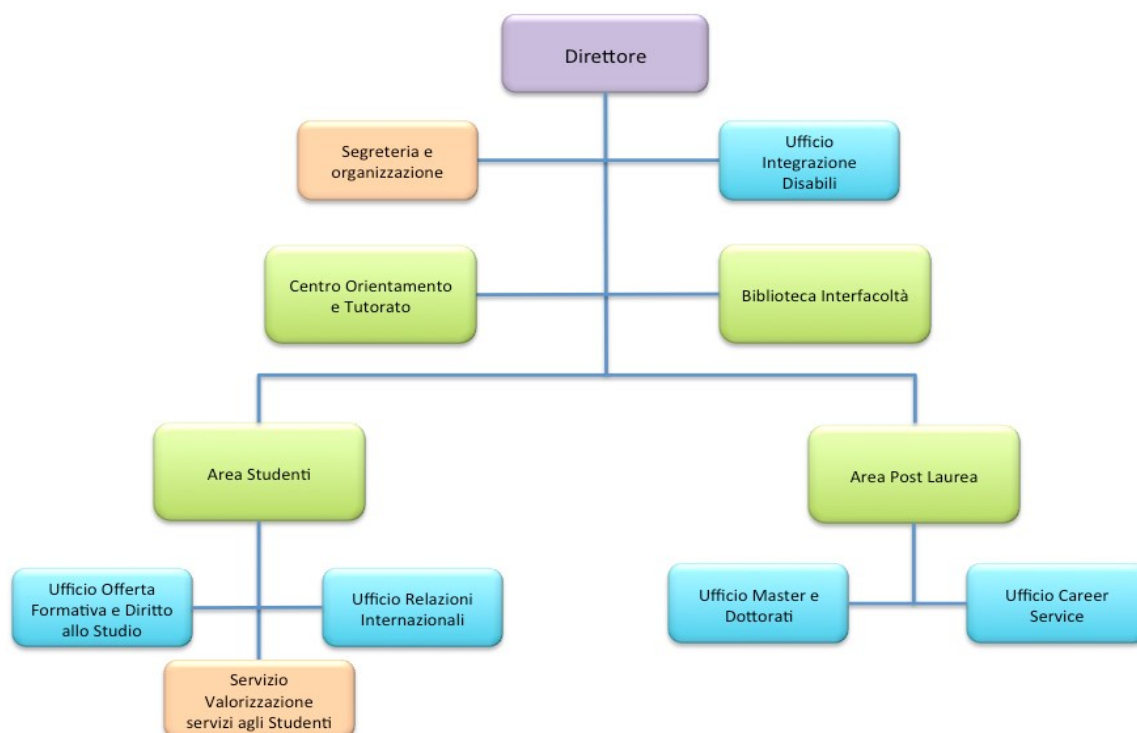 Direttore
Segreteria e
organizzazione
Ufficio
Integrazione
Disabili
Centro Orientamento
e Tutorato
Biblioteca Interfacoltà
Area Studenti
Area Post Laurea
Ufficio Offerta
Formativa e Diritto
allo Studio
Ufficio Relazioni
Internazionali
Ufficio Master e
Dottorati
Ufficio Career
Service
Servizio
Valorizzazione
servizi agli Studenti